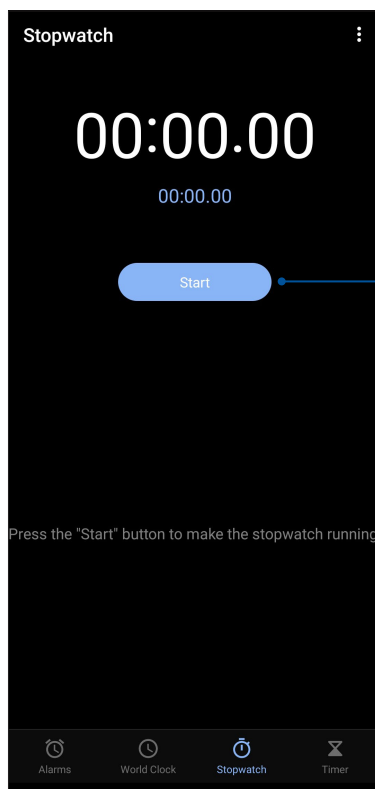 Stopwatch
00:00.00
00:00.00
Start
Press the "Start" button to make the stopwatch running
Alarms World Clock Stopwatch Timer